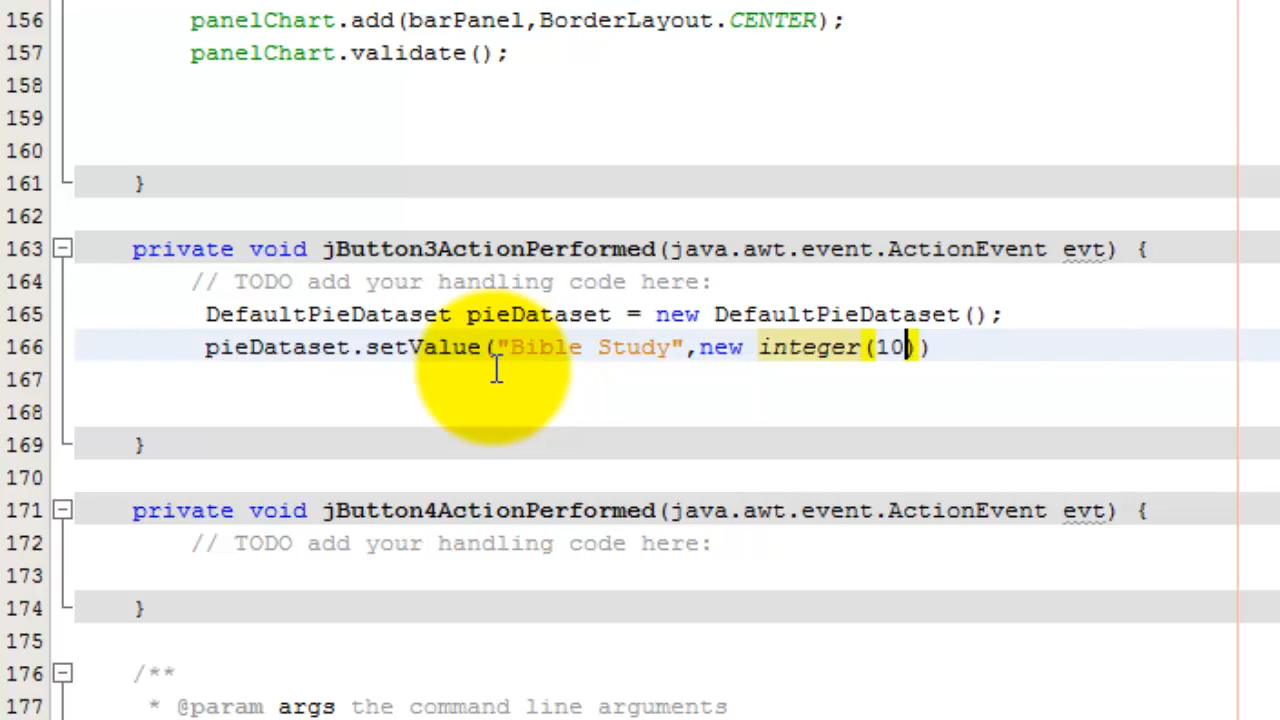 156 panelChart.add(barPanel,BorderLayout.CENTER);
157 panelChart.validate();
158
159
160
161 }
162
163 private void jButton3ActionPerformed(java.awt.event.ActionEvent evt) {
164 // TODO add your handling code here:
165 DefaultPieDataset pieDataset = new DefaultPieDataset();
166 pieDataset.setValue("Bible Study",new integer(10))
167
168
169 }
170
171 private void jButton4ActionPerformed(java.awt.event.ActionEvent evt) {
172 // TODO add your handling code here:
173
174 }
175
176 /**
177 * @param args the command line arguments